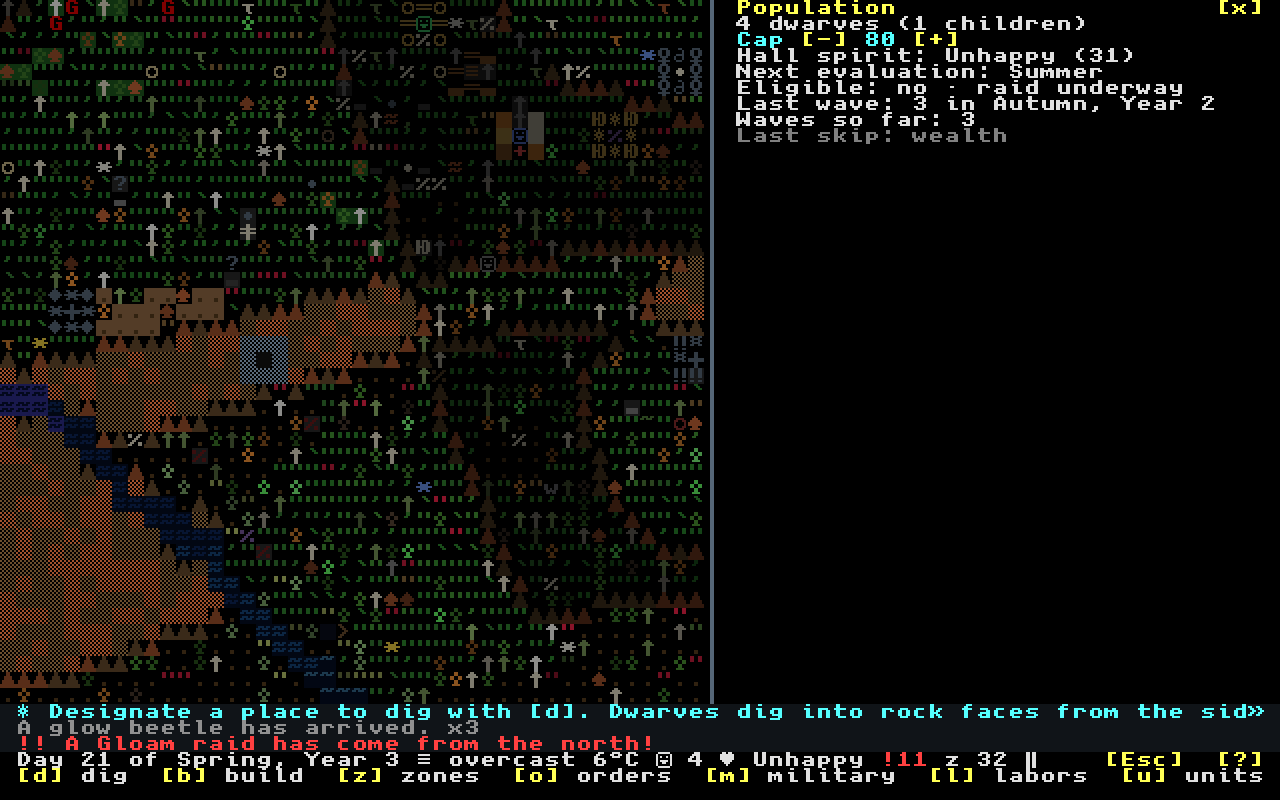 Population [x]
4 dwarves (1 children)
Cap [-] 80 [+]
Hall spirit: Unhappy (31)
Next evaluation: Summer
Eligible: no · raid underway
Last wave: 3 in Autumn, Year 2
Waves so far: 3
Last skip: wealth
* Designate a place to dig with [d]. Dwarves dig into rock faces from the sid»
A glow beetle has arrived. x3
!! A Gloam raid has come from the north!
Day 21 of Spring, Year 3 ≡ overcast 6°C ☺ 4 ♥ Unhappy !11 z 32 ‖ [Esc] [?]
[d] dig [b] build [z] zones [o] orders [m] military [l] labors [u] units